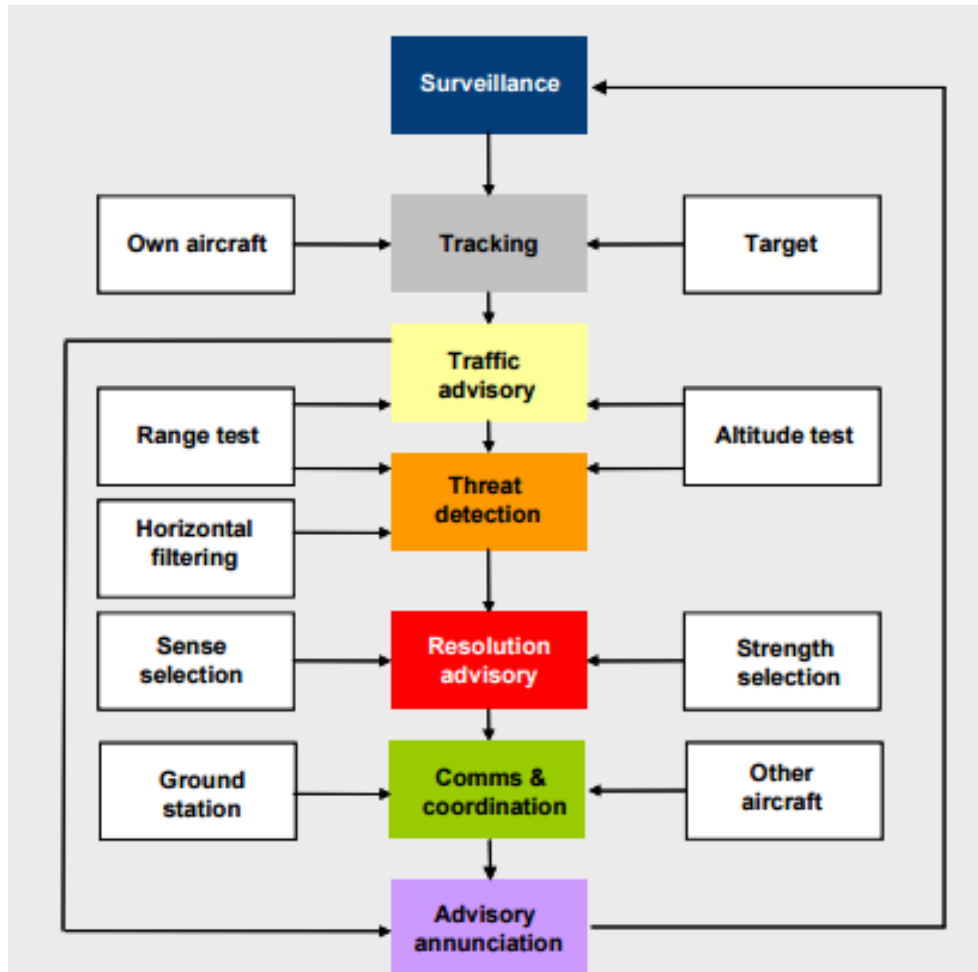 Surveillance
Own aircraft
Tracking
Target
Traffic
advisory
Range test
Altitude test
Threat
detection
Horizontal
filtering
Sense
selection
Resolution
advisory
Strength
selection
Ground
station
Comms &
coordination
Other
aircraft
Advisory
annunciation